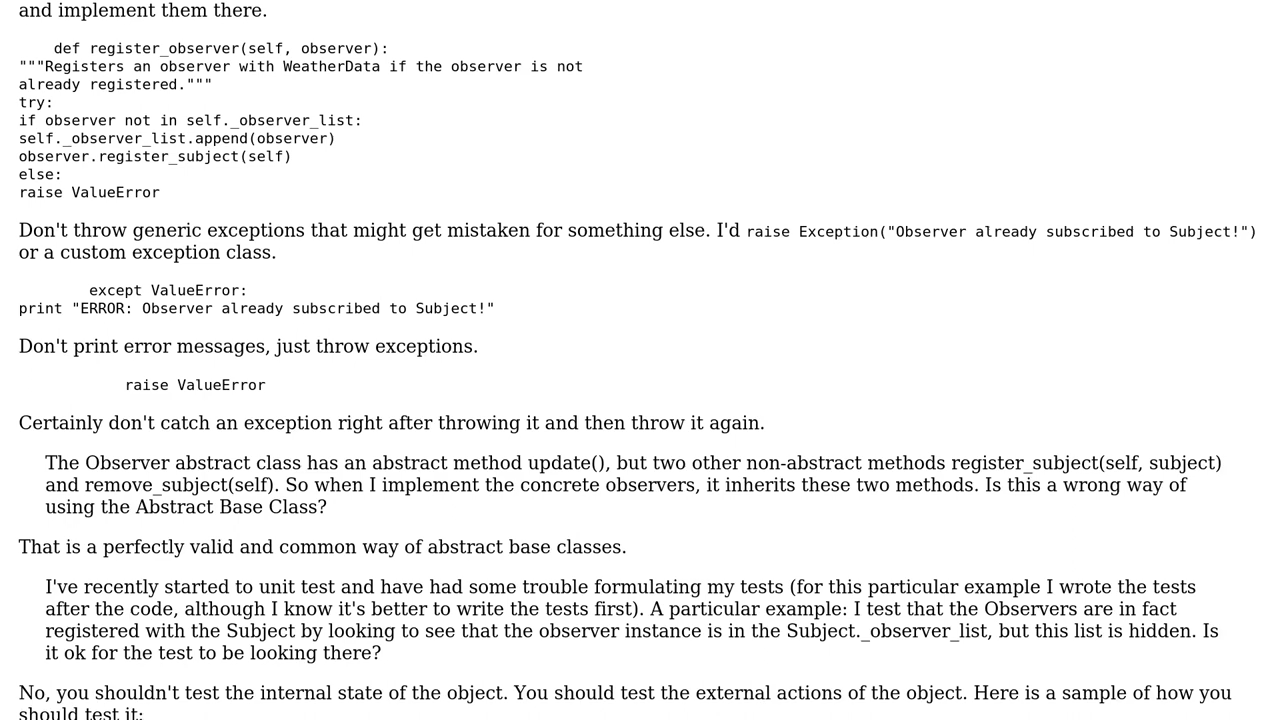 and implement them there.
def register_observer(self, observer):
"""Registers an observer with WeatherData if the observer is not
already registered."""
try:
if observer not in self._observer_list:
self._observer_list.append(observer)
observer.register_subject(self)
else:
raise ValueError
Don't throw generic exceptions that might get mistaken for something else. I'd raise Exception("Observer already subscribed to Subject!")
or a custom exception class.
except ValueError:
print "ERROR: Observer already subscribed to Subject!"
Don't print error messages, just throw exceptions.
raise ValueError
Certainly don't catch an exception right after throwing it and then throw it again.
The Observer abstract class has an abstract method update(), but two other non-abstract methods register_subject(self, subject)
and remove_subject(self). So when I implement the concrete observers, it inherits these two methods. Is this a wrong way of
using the Abstract Base Class?
That is a perfectly valid and common way of abstract base classes.
I've recently started to unit test and have had some trouble formulating my tests (for this particular example I wrote the tests
after the code, although I know it's better to write the tests first). A particular example: I test that the Observers are in fact
registered with the Subject by looking to see that the observer instance is in the Subject._observer_list, but this list is hidden. Is
it ok for the test to be looking there?
No, you shouldn't test the internal state of the object. You should test the external actions of the object. Here is a sample of how you
should test it: